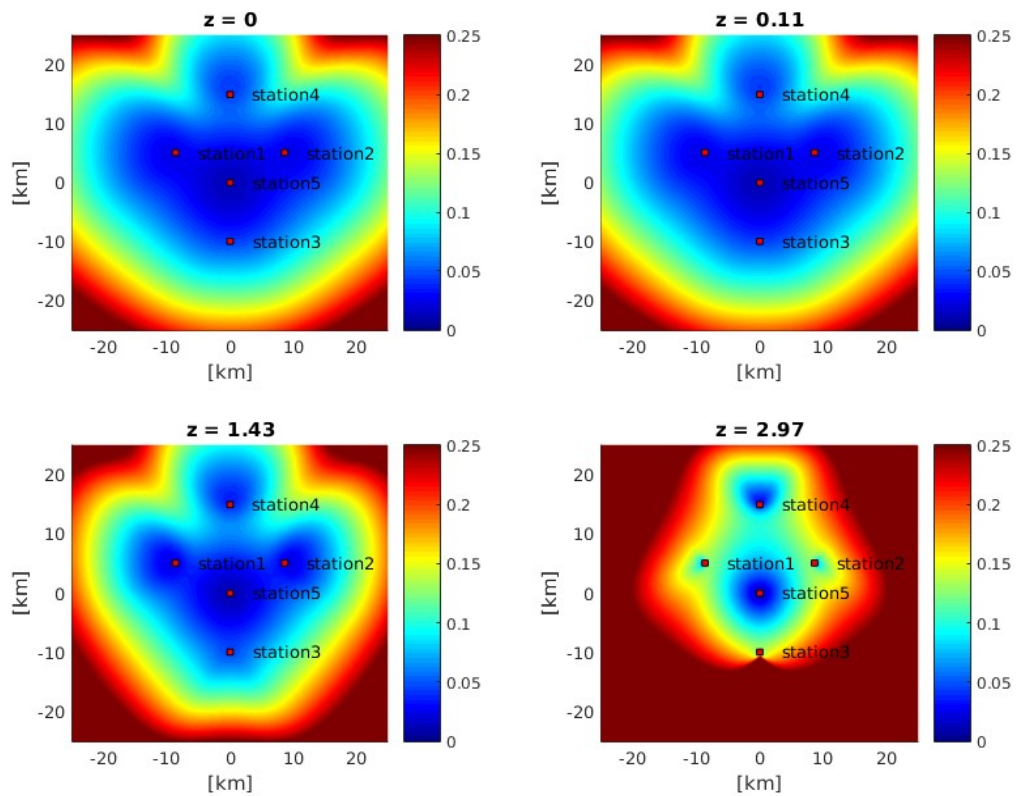 z = 0
20
10
0
-10
-20
[km]
station4
station1
station2
station5
station3
-20
-10
0
10
20
[km]
0.25
0.2
0.15
0.1
0.05
0
z = 0.11
20
10
0
-10
-20
[km]
station4
station1
station2
station5
station3
-20
-10
0
10
20
[km]
0.25
0.2
0.15
0.1
0.05
0
z = 1.43
20
10
0
-10
-20
[km]
station4
station1
station2
station5
station3
-20
-10
0
10
20
[km]
0.25
0.2
0.15
0.1
0.05
0
z = 2.97
20
10
0
-10
-20
[km]
station4
station1
station2
station5
station3
-20
-10
0
10
20
[km]
0.25
0.2
0.15
0.1
0.05
0